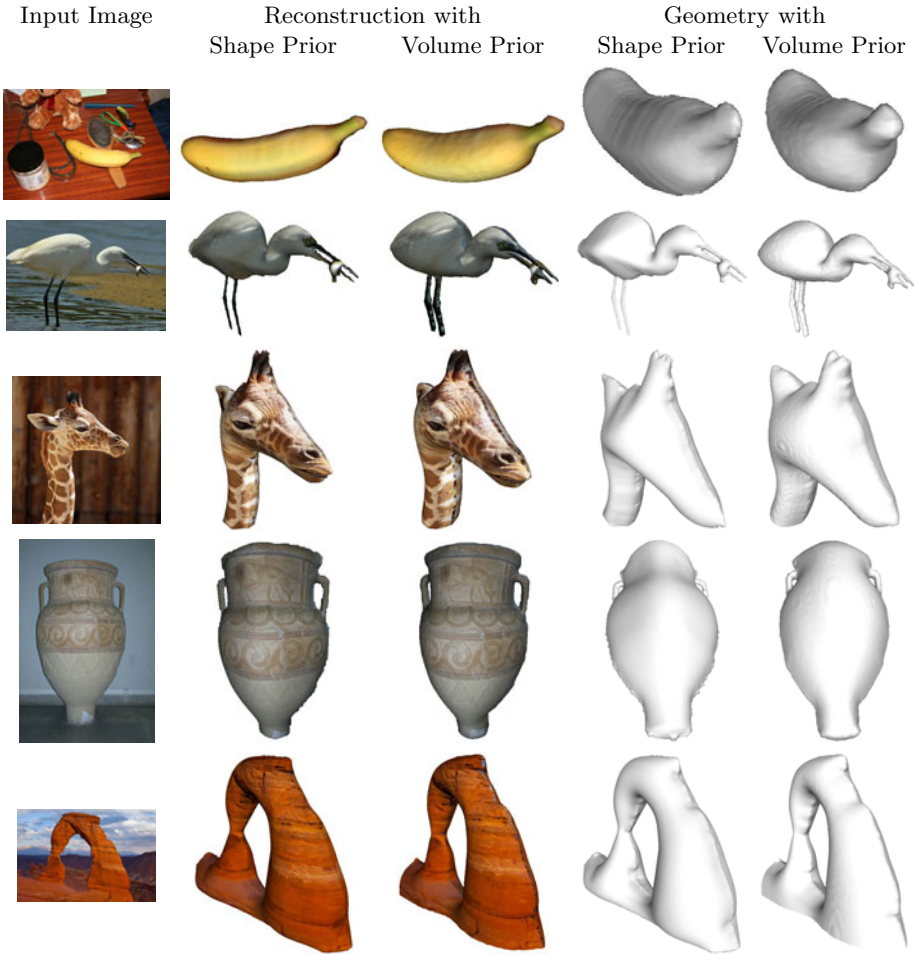 Input Image Reconstruction with Geometry with
Shape Prior Volume Prior Shape Prior Volume Prior